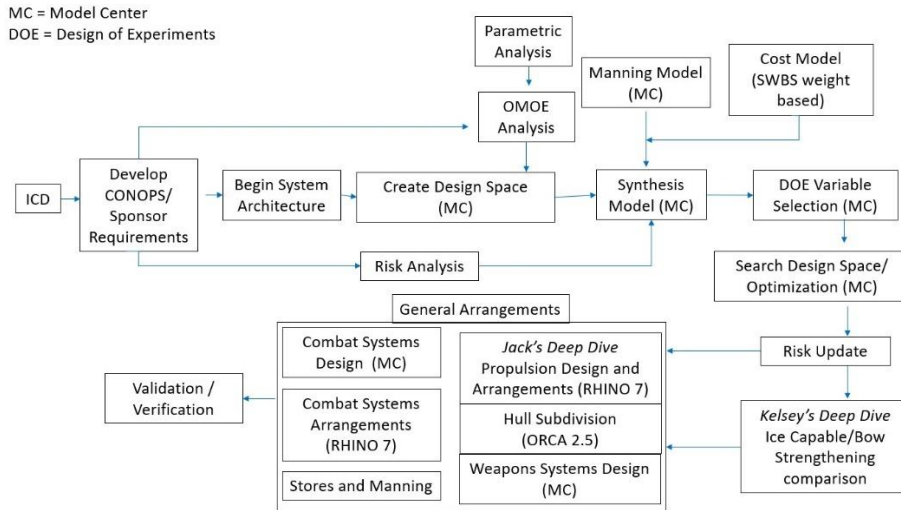 MC = Model Center
DOE = Design of Experiments
Parametric
Analysis
Manning Model
(MC)
Cost Model
(SWBS weight
based)
OMOE
Analysis
ICD
Develop
CONOPS/
Sponsor
Requirements
Begin System
Architecture
Create Design Space
(MC)
Synthesis
Model (MC)
DOE Variable
Selection (MC)
Risk Analysis
Search Design Space/
Optimization (MC)
General Arrangements
Combat Systems
Design (MC)
Jack's Deep Dive
Propulsion Design and
Arrangements (RHINO 7)
Risk Update
Validation /
Verification
Combat Systems
Arrangements
(RHINO 7)
Hull Subdivision
(ORCA 2.5)
Kelsey's Deep Dive
Ice Capable/Bow
Strengthening
comparison
Stores and Manning
Weapons Systems Design
(MC)